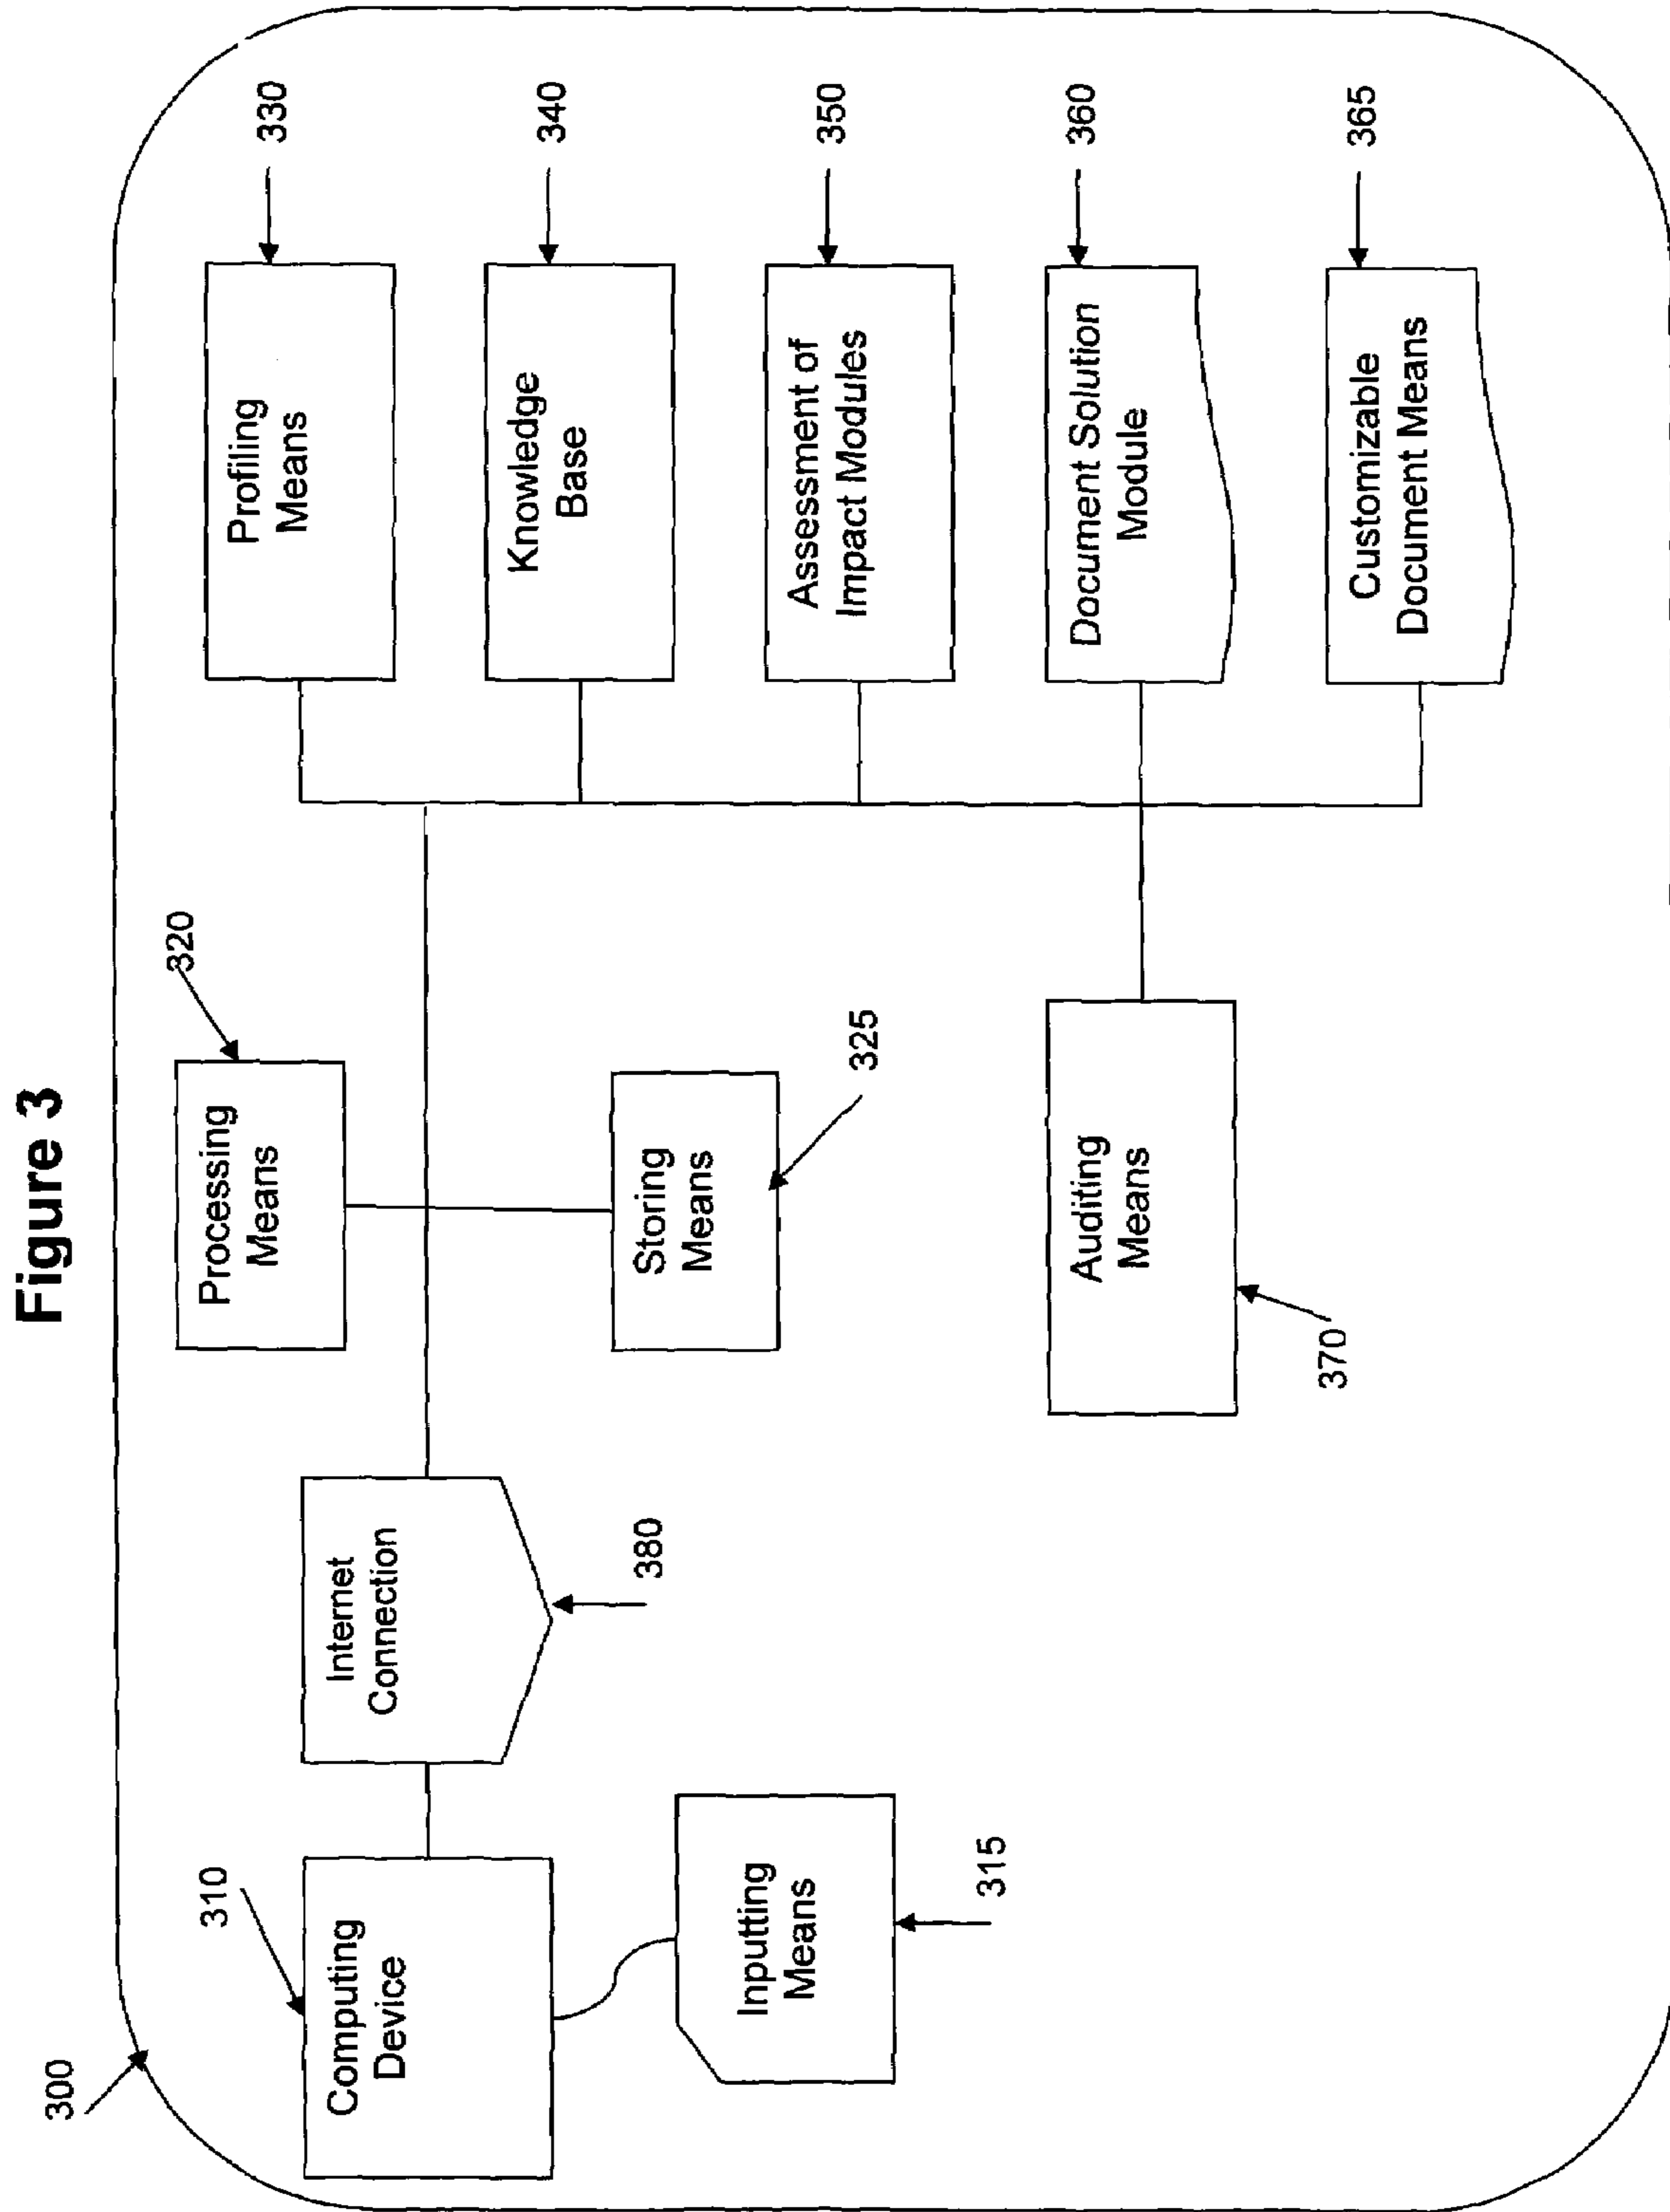 Figure 3
300
310
Computing
Device
Inputting
Means
315
Internet
Connection
380
320
Processing
Means
Storing
Means
325
Auditing
Means
370
330
Profiling
Means
340
Knowledge
Base
350
Assessment of
Impact Modules
360
Document Solution
Module
365
Customizable
Document Means